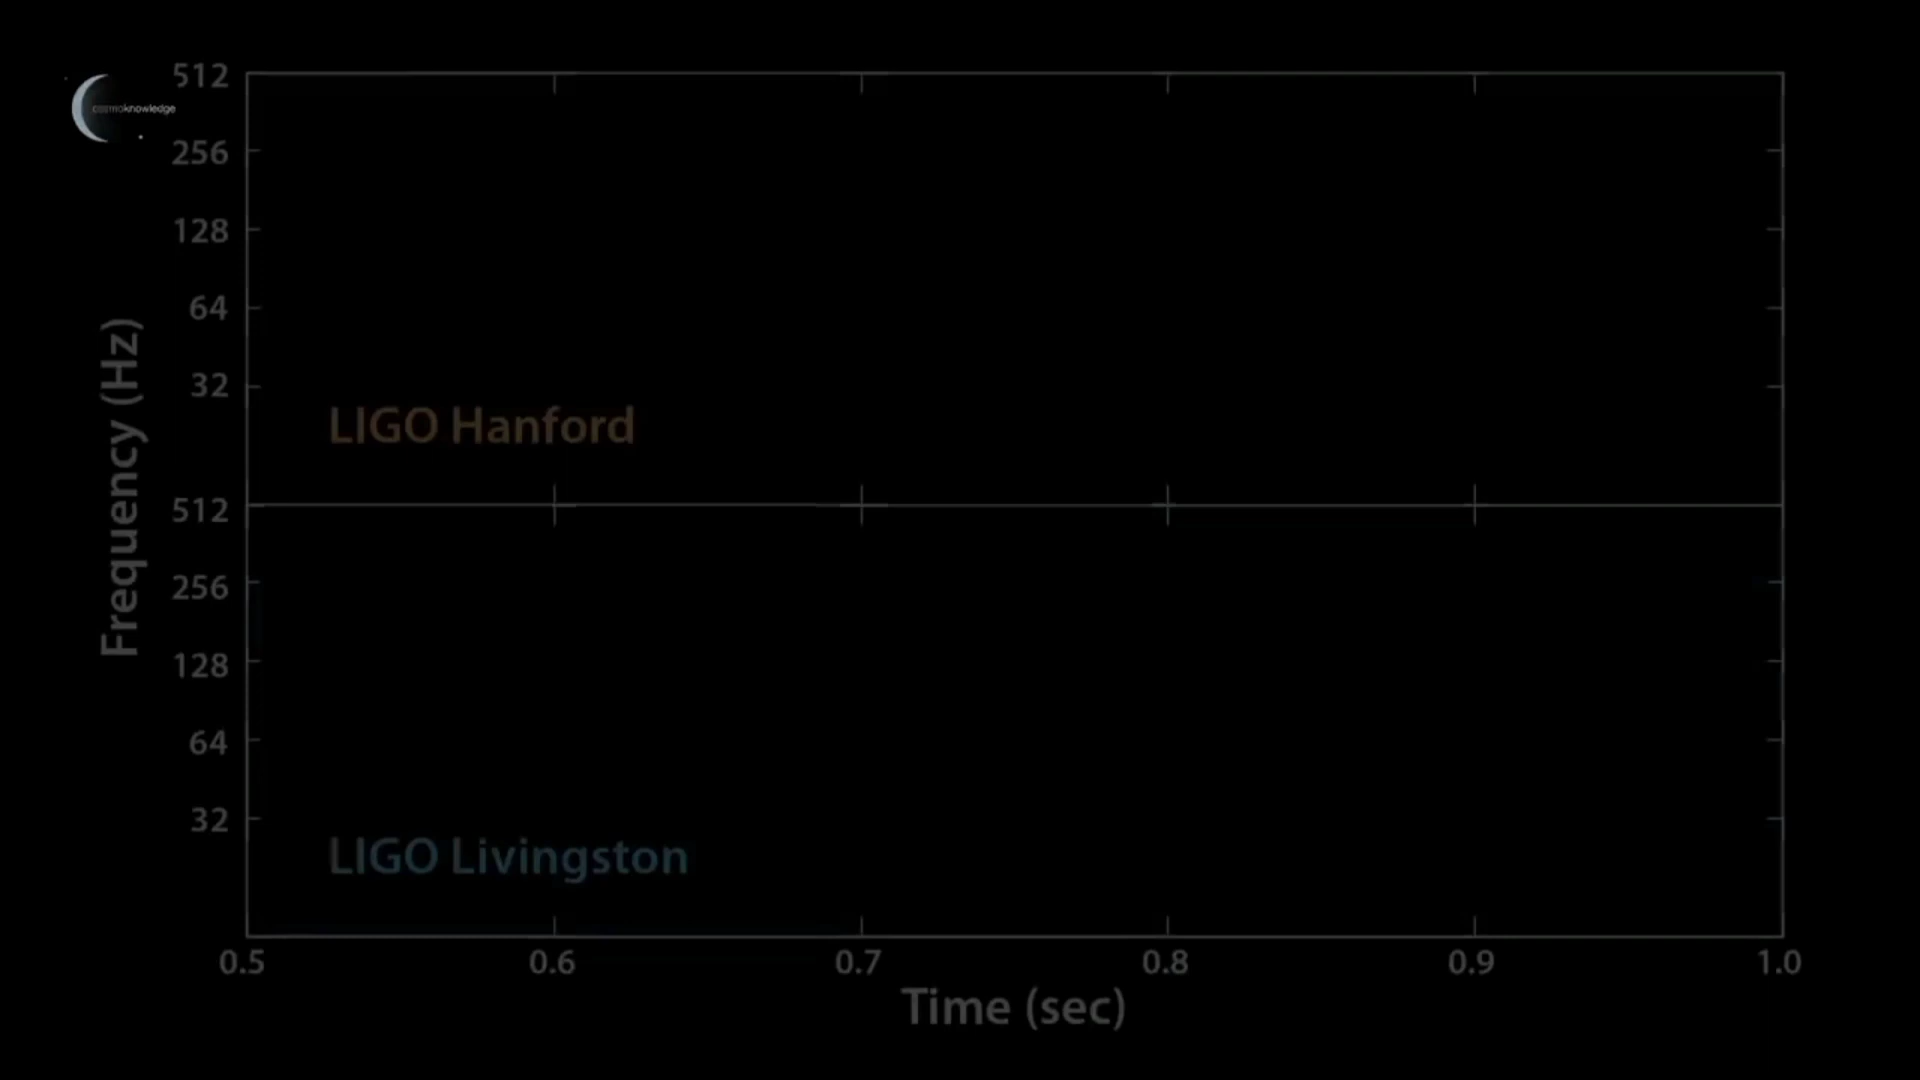 cosmoknowledge
512
256
128
64
32
LIGO Hanford
Frequency (Hz)
512
256
128
64
32
LIGO Livingston
0.5 0.6 0.7 0.8 0.9 1.0
Time (sec)